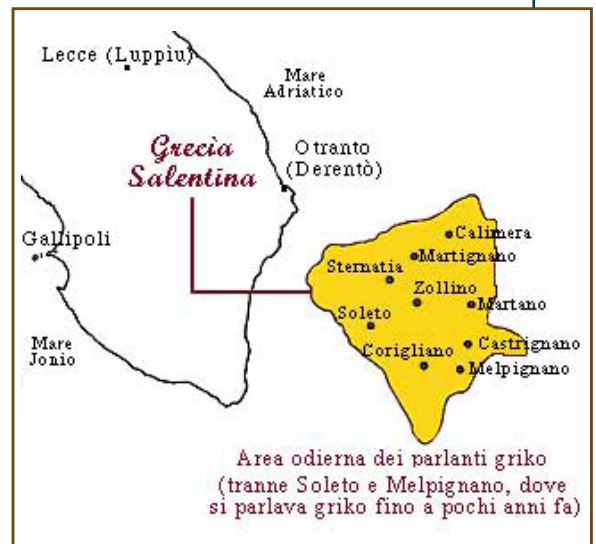 Lecce (Luppìu)
Mare
Adriatico
Grecìa
Salentina
Otranto
(Derentò)
Gallipoli
Mare
Jonio
Calimera
Martignano
Sternatia
Zollino
Martano
Soleto
Castrignano
Corigliano
Melpignano
Area odierna dei parlanti griko
(tranne Soleto e Melpignano, dove
si parlava griko fino a pochi anni fa)